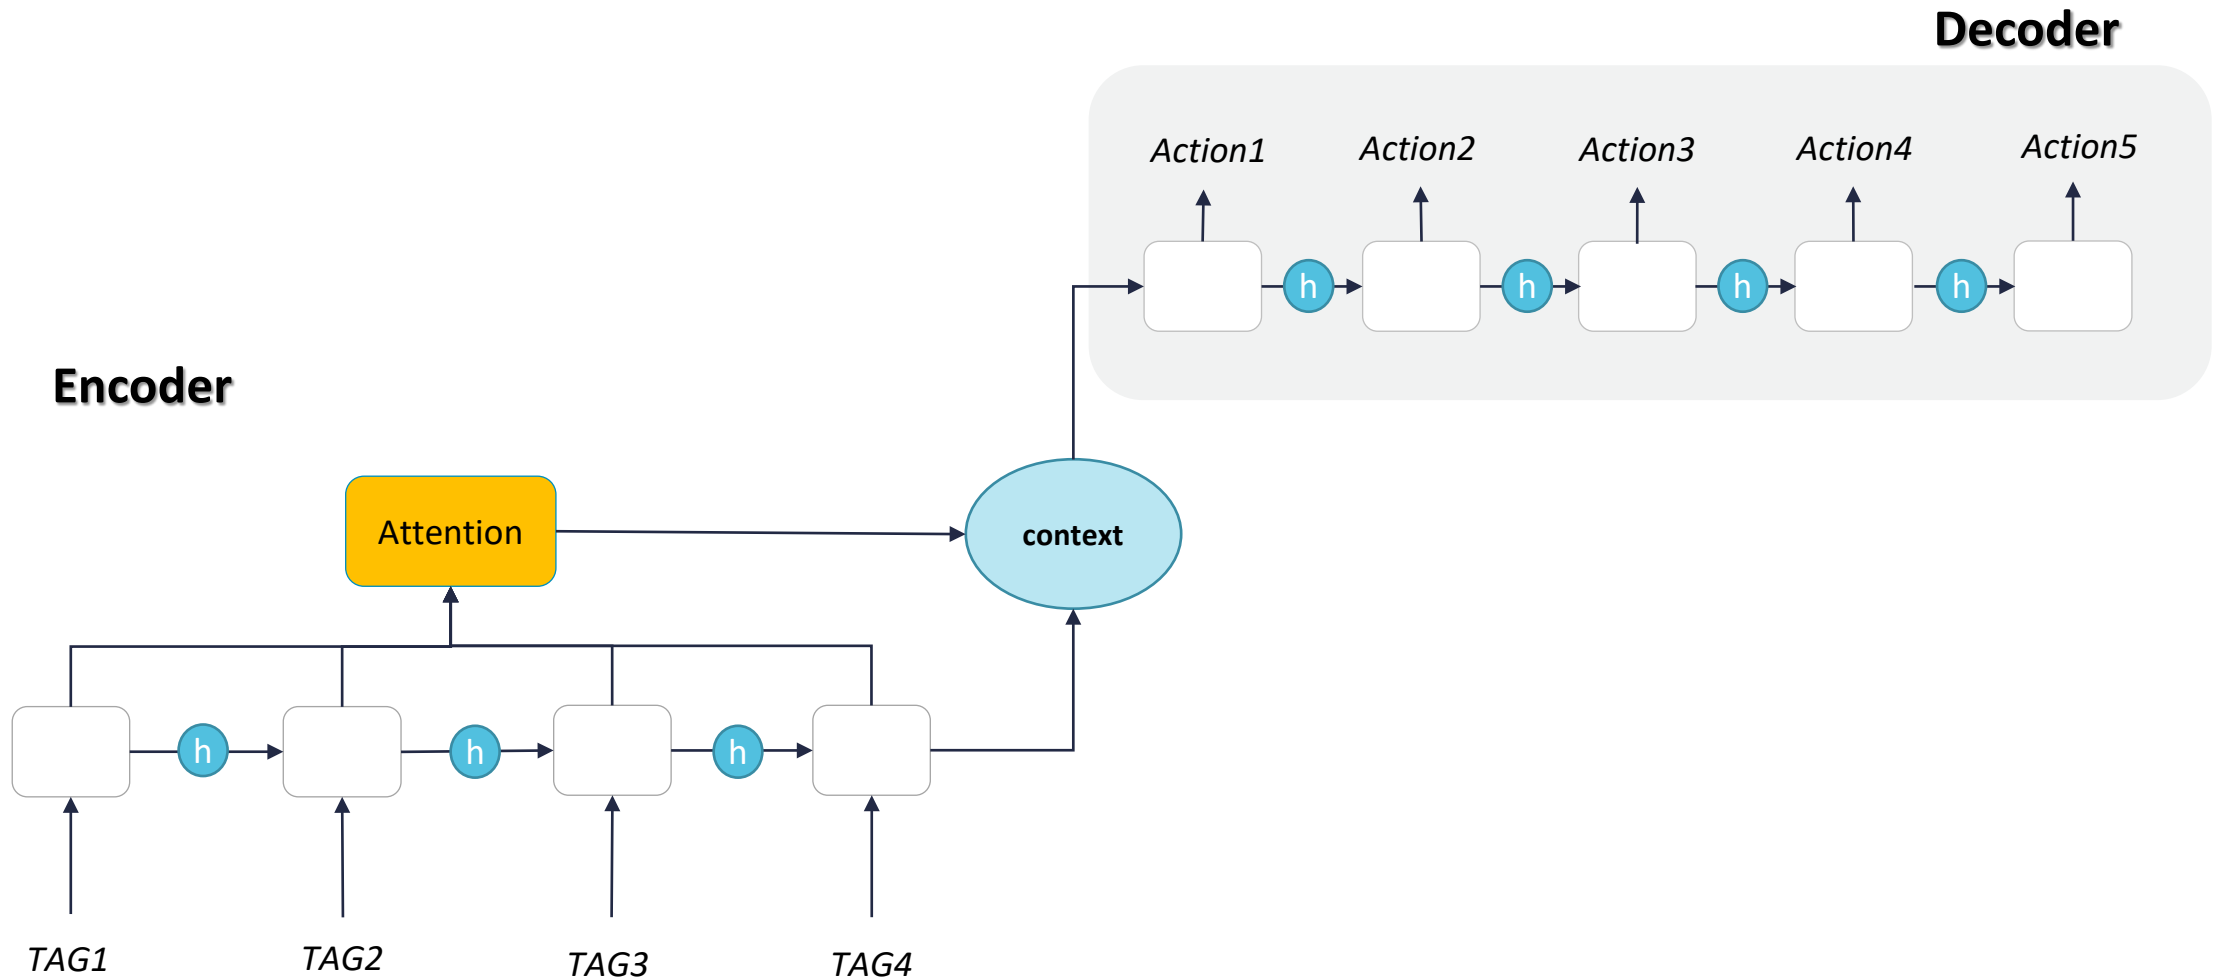 Decoder
Action1 Action2 Action3 Action4 Action5
h h h h
Encoder
Attention
context
h h h
TAG1 TAG2 TAG3 TAG4